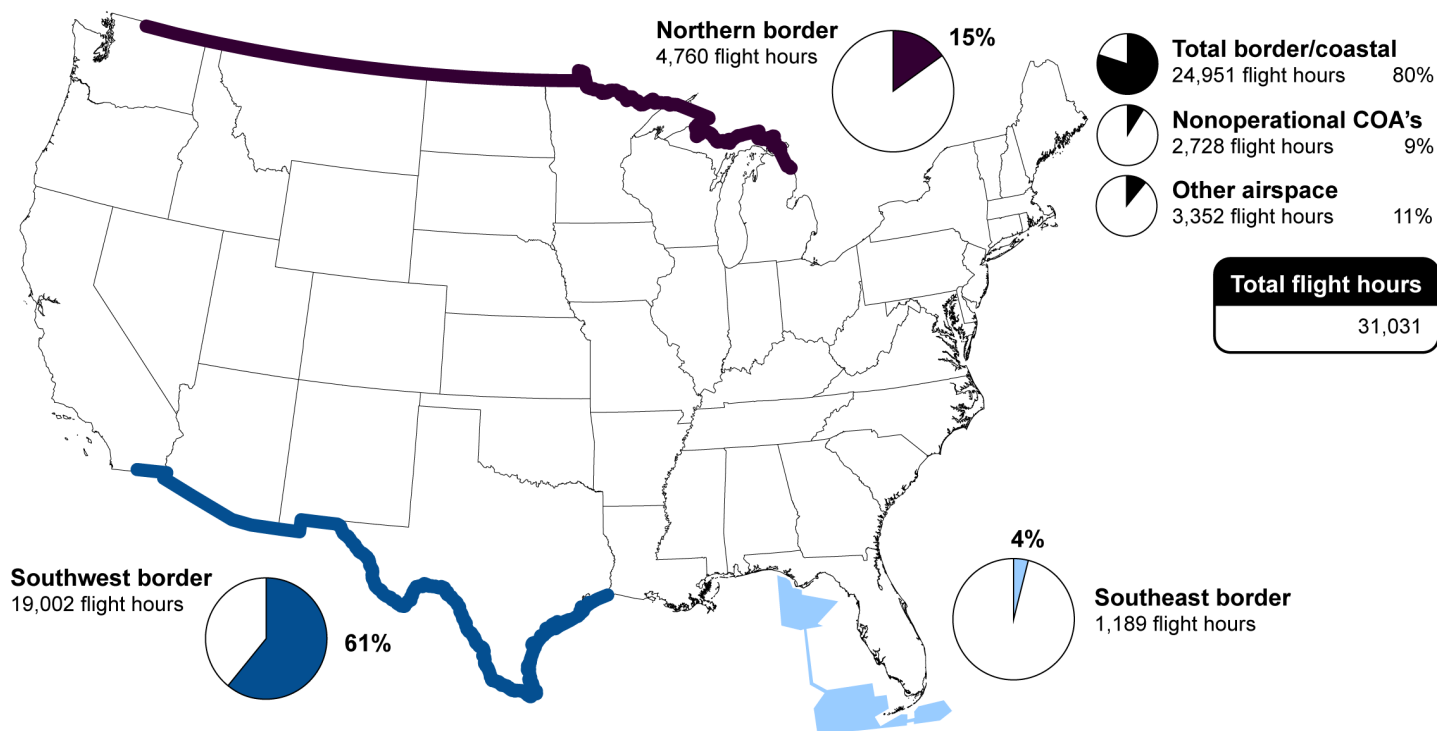 Northern border
4,760 flight hours
15%
Total border/coastal
24,951 flight hours 80%
Nonoperational COA's
2,728 flight hours 9%
Other airspace
3,352 flight hours 11%
Total flight hours
31,031
Southwest border
19,002 flight hours
61%
4%
Southeast border
1,189 flight hours